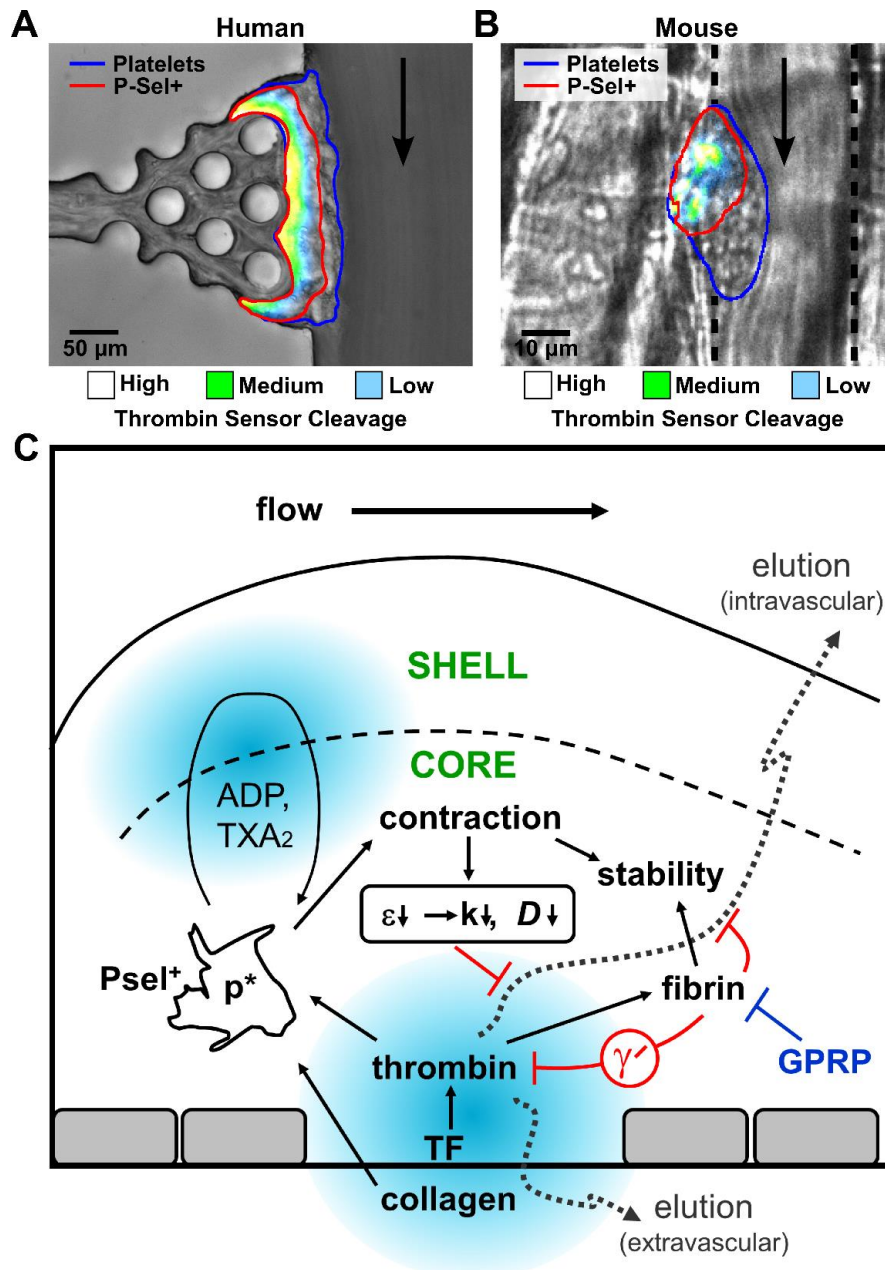 A
Human
Platelets
P-Sel+
50 µm
High
Medium
Low
Thrombin Sensor Cleavage
B
Mouse
Platelets
P-Sel+
10 µm
High
Medium
Low
Thrombin Sensor Cleavage
C
flow
elution
(intravascular)
SHELL
CORE
ADP,
TXA₂
contraction
stability
ε↓ →k↓, D↓
Psel⁺
p*
fibrin
GPRP
γ′
thrombin
TF
collagen
elution
(extravascular)